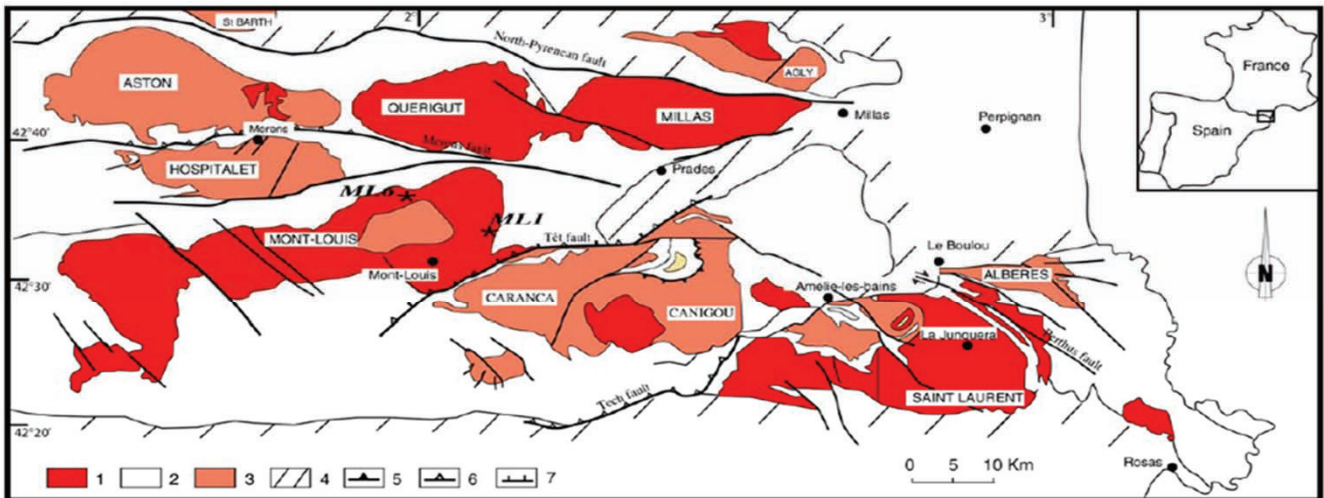 2°
3°
St BARTH
North-Pyrenean fault
AGLY
France
ASTON
QUERIGUT
MILLAS
Millas
Perpignan
Spain
42°40'
Merens
Merens fault
HOSPITALET
Prades
ML6
ML1
MONT-LOUIS
Têt fault
Le Boulou
N
Mont-Louis
42°30'
ALBERES
Amelie-les-bains
CARANCA
CANIGOU
La Junquera
Perthus fault
Tech fault
SAINT LAURENT
42°20'
1 2 3 4 5 6 7
0 5 10 Km
Rosas